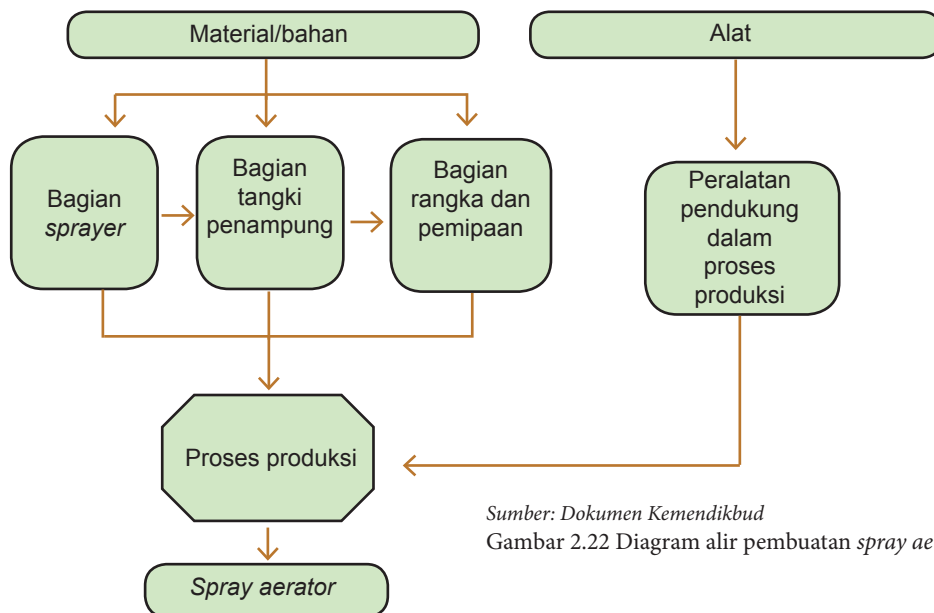 Material/bahan
Alat
Bagian
sprayer
Bagian
tangki
penampung
Bagian
rangka dan
pemipaan
Peralatan
pendukung
dalam
proses
produksi
Proses produksi
Spray aerator
Sumber: Dokumen Kemendikbud
Gambar 2.22 Diagram alir pembuatan spray ae